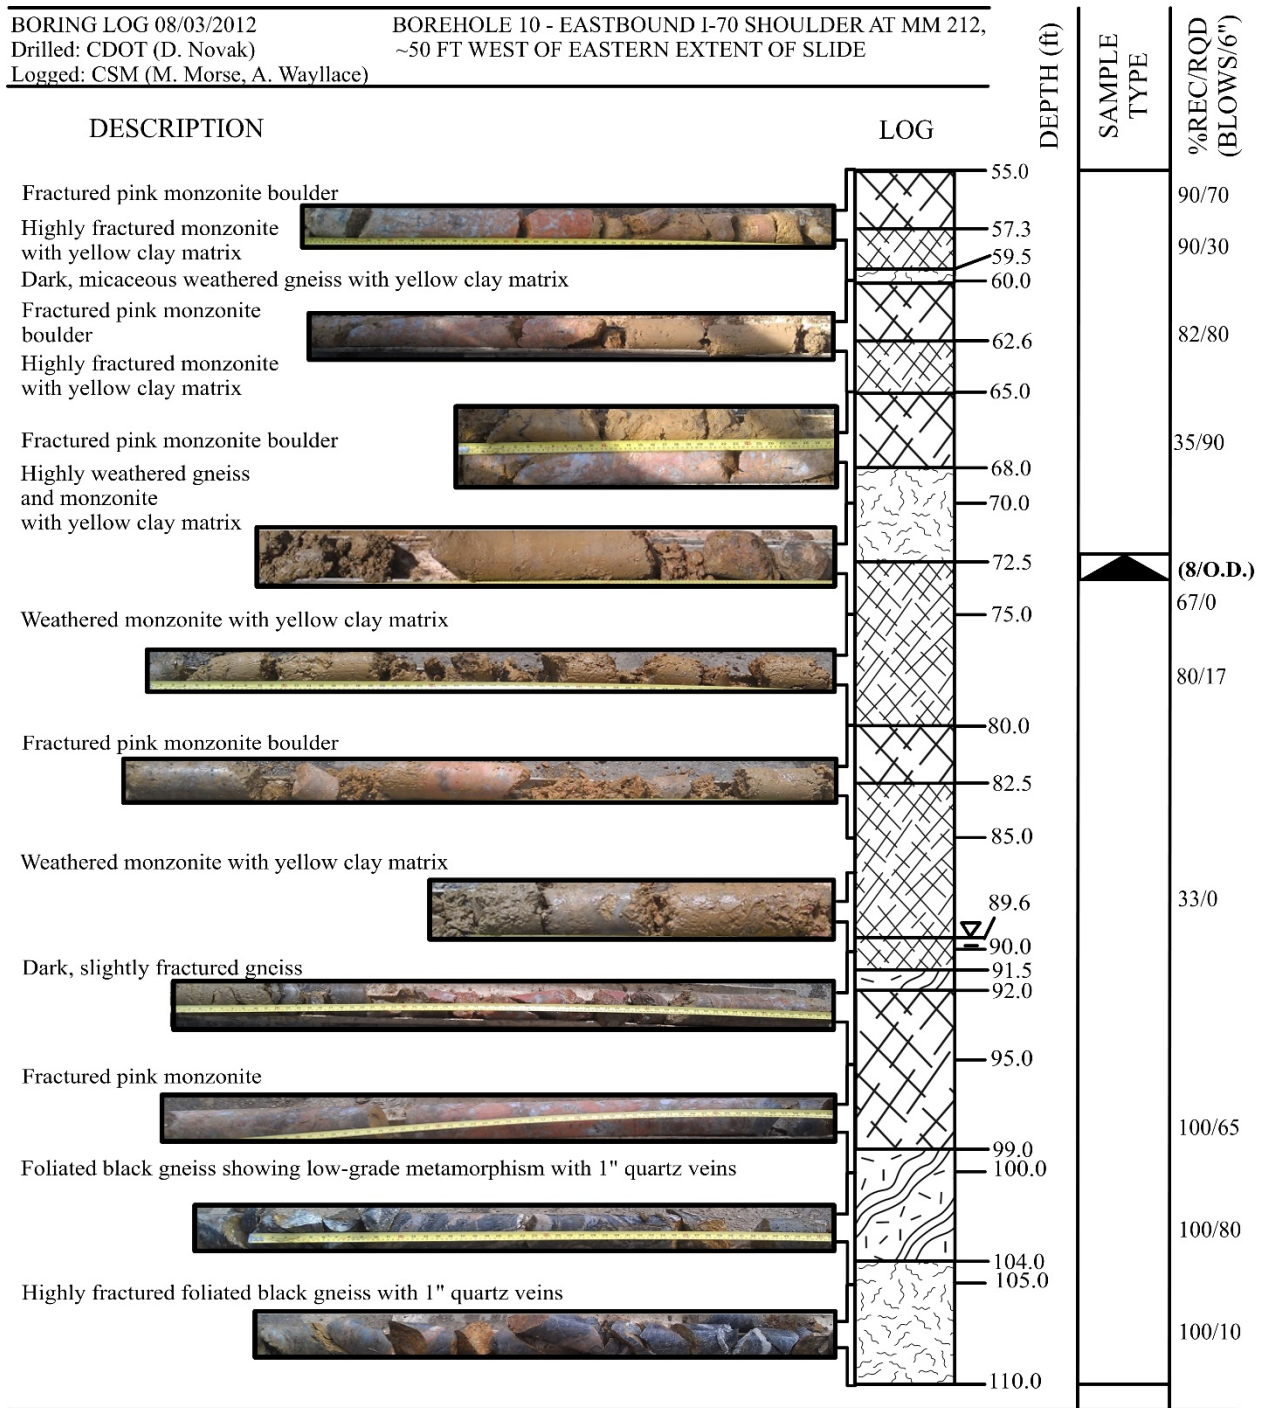 BORING LOG 08/03/2012
Drilled: CDOT (D. Novak)
Logged: CSM (M. Morse, A. Wayllace)
BOREHOLE 10 - EASTBOUND I-70 SHOULDER AT MM 212,
~50 FT WEST OF EASTERN EXTENT OF SLIDE
DESCRIPTION
LOG
DEPTH (ft)
SAMPLE
TYPE
%REC/RQD
(BLOWS/6")
55.0
Fractured pink monzonite boulder
90/70
Highly fractured monzonite
with yellow clay matrix
57.3
90/30
59.5
Dark, micaceous weathered gneiss with yellow clay matrix
60.0
Fractured pink monzonite
boulder
62.6
82/80
Highly fractured monzonite
with yellow clay matrix
65.0
Fractured pink monzonite boulder
35/90
68.0
Highly weathered gneiss
and monzonite
with yellow clay matrix
70.0
72.5
(8/O.D.)
67/0
75.0
Weathered monzonite with yellow clay matrix
80/17
80.0
Fractured pink monzonite boulder
82.5
85.0
Weathered monzonite with yellow clay matrix
89.6
33/0
90.0
Dark, slightly fractured gneiss
91.5
92.0
95.0
Fractured pink monzonite
100/65
99.0
Foliated black gneiss showing low-grade metamorphism with 1" quartz veins
100.0
100/80
104.0
105.0
Highly fractured foliated black gneiss with 1" quartz veins
100/10
110.0